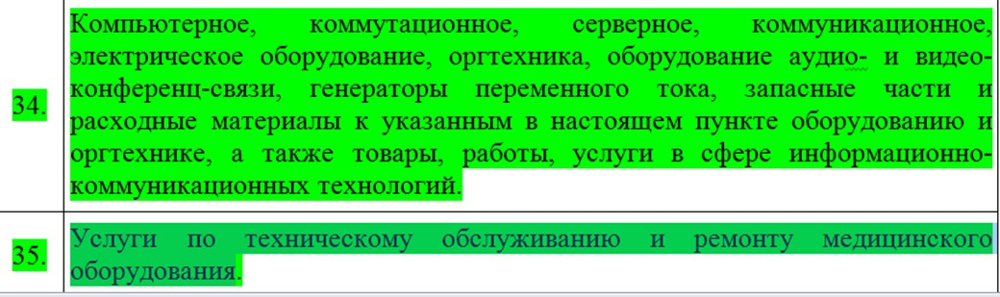 Компьютерное, коммутационное, серверное, коммуникационное,
электрическое оборудование, оргтехника, оборудование аудио- и видео-
34. конференц-связи, генераторы переменного тока, запасные части и
расходные материалы к указанным в настоящем пункте оборудованию и
оргтехнике, а также товары, работы, услуги в сфере информационно-
коммуникационных технологий.
35. Услуги по техническому обслуживанию и ремонту медицинского
оборудования.